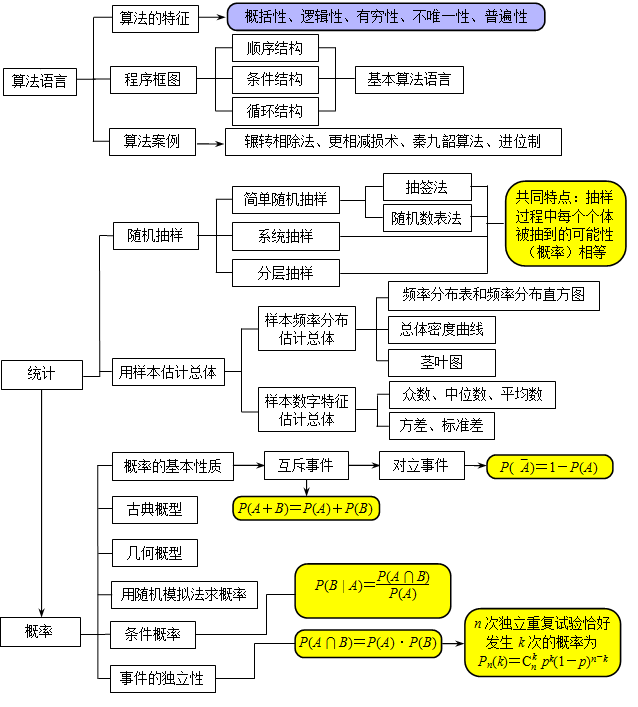 算法的特征
概括性、逻辑性、有穷性、不唯一性、普遍性
算法语言
程序框图
顺序结构
条件结构
循环结构
基本算法语言
算法案例
辗转相除法、更相减损术、秦九韶算法、进位制
随机抽样
简单随机抽样
抽签法
随机数表法
系统抽样
分层抽样
共同特点：抽样
过程中每个个体
被抽到的可能性
（概率）相等
统计
用样本估计总体
样本频率分布
估计总体
频率分布表和频率分布直方图
总体密度曲线
茎叶图
样本数字特征
估计总体
众数、中位数、平均数
方差、标准差
概率的基本性质
互斥事件
对立事件
P(A̅)＝1－P(A)
P(A＋B)＝P(A)＋P(B)
古典概型
几何概型
用随机模拟法求概率
概率
条件概率
P(B｜A)＝P(A∩B)/P(A)
事件的独立性
P(A∩B)＝P(A)·P(B)
n次独立重复试验恰好
发生k次的概率为
Pₙ(k)＝Cₙᵏpᵏ(1－p)ⁿ⁻ᵏ